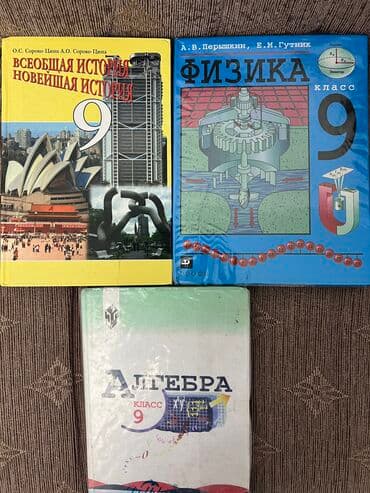 О.С. Сороко-Цюпа А.О. Сороко-Цюпа
ВСЕОБЩАЯ ИСТОРИЯ
НОВЕЙШАЯ ИСТОРИЯ
9
А.В.Перышкин, Е.М.Гутник
ФИЗИКА
КЛАСС
9
АЛГЕБРА
КЛАСС
9